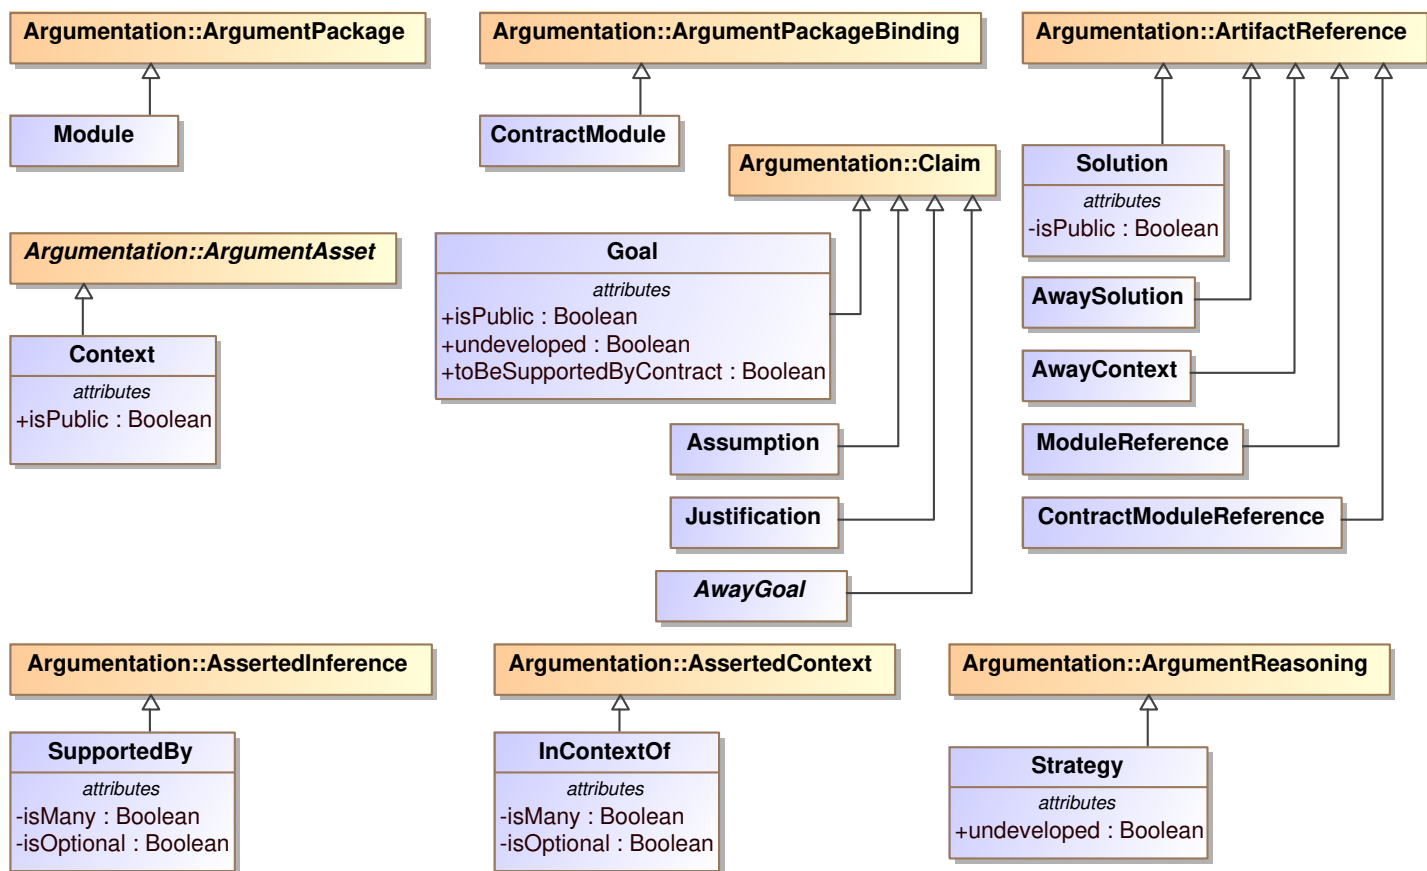 Argumentation::ArgumentPackage
Module
Argumentation::ArgumentPackageBinding
ContractModule
Argumentation::ArtifactReference
Solution
attributes
-isPublic : Boolean
AwaySolution
AwayContext
ModuleReference
ContractModuleReference
Argumentation::Claim
Goal
attributes
+isPublic : Boolean
+undeveloped : Boolean
+toBeSupportedByContract : Boolean
Assumption
Justification
AwayGoal
Argumentation::ArgumentAsset
Context
attributes
+isPublic : Boolean
Argumentation::AssertedInference
SupportedBy
attributes
-isMany : Boolean
-isOptional : Boolean
Argumentation::AssertedContext
InContextOf
attributes
-isMany : Boolean
-isOptional : Boolean
Argumentation::ArgumentReasoning
Strategy
attributes
+undeveloped : Boolean